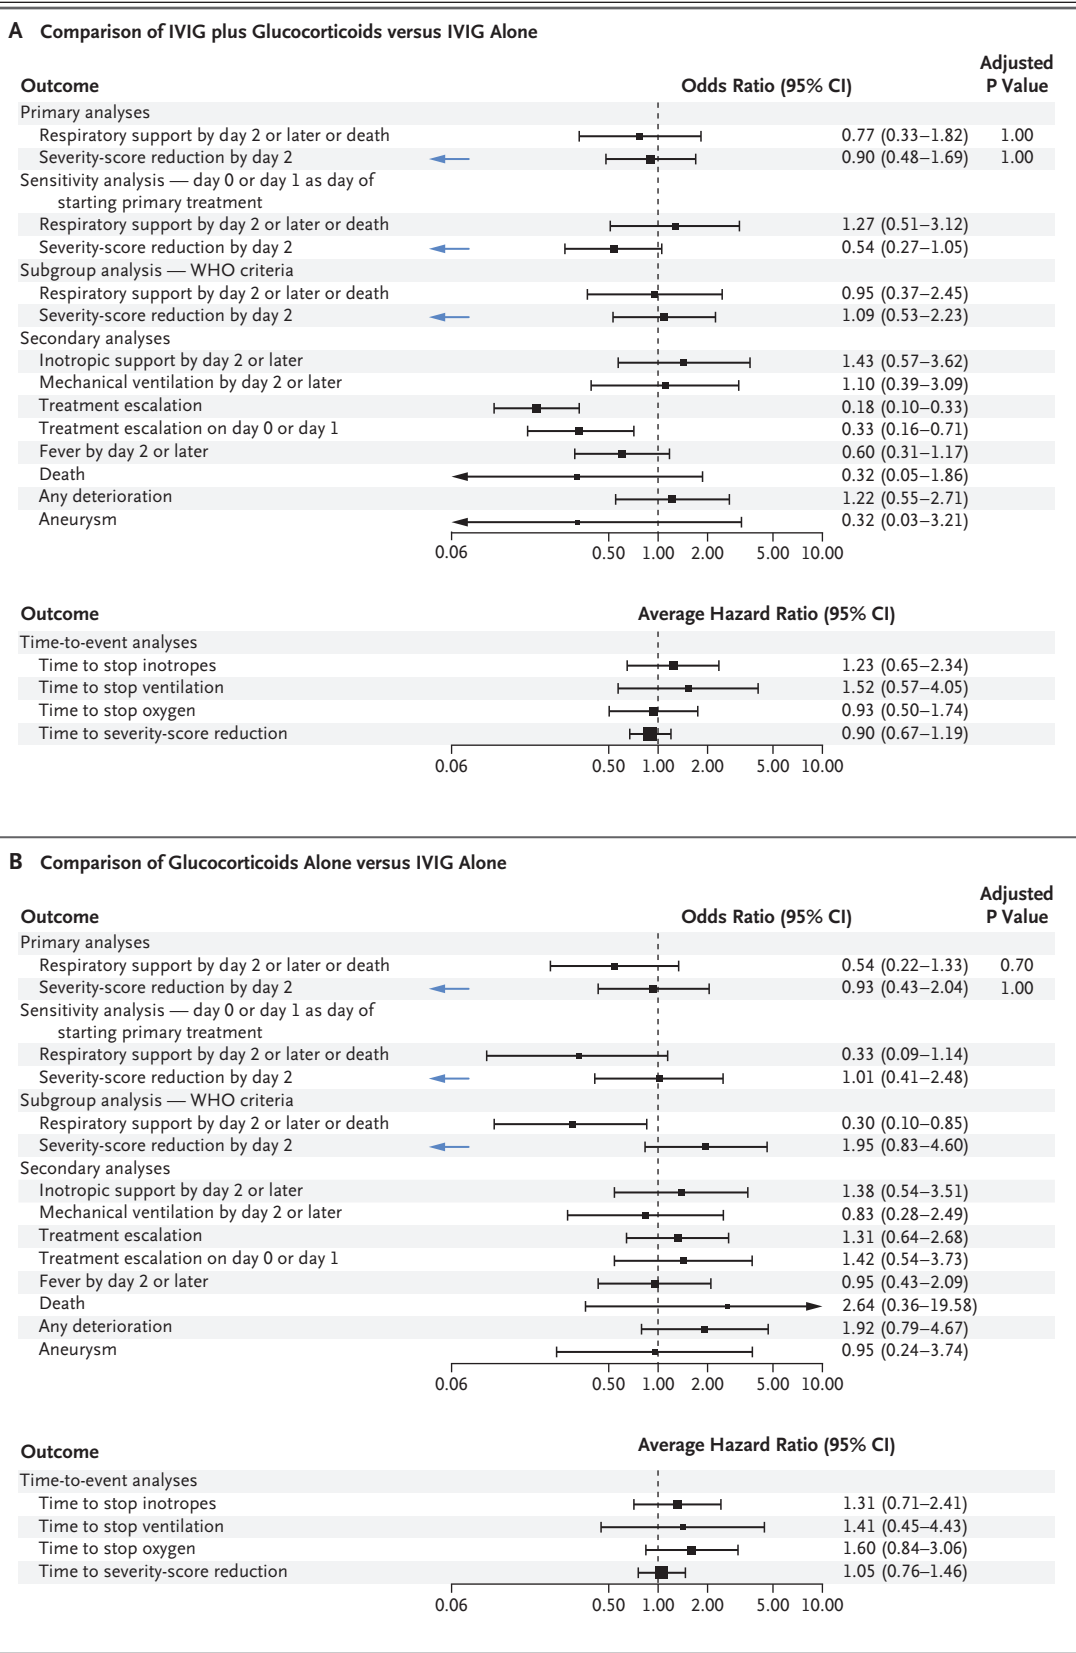 A Comparison of IVIG plus Glucocorticoids versus IVIG Alone
Outcome Odds Ratio (95% CI) Adjusted P Value
Primary analyses
Respiratory support by day 2 or later or death 0.77 (0.33–1.82) 1.00
Severity-score reduction by day 2 0.90 (0.48–1.69) 1.00
Sensitivity analysis — day 0 or day 1 as day of
starting primary treatment
Respiratory support by day 2 or later or death 1.27 (0.51–3.12)
Severity-score reduction by day 2 0.54 (0.27–1.05)
Subgroup analysis — WHO criteria
Respiratory support by day 2 or later or death 0.95 (0.37–2.45)
Severity-score reduction by day 2 1.09 (0.53–2.23)
Secondary analyses
Inotropic support by day 2 or later 1.43 (0.57–3.62)
Mechanical ventilation by day 2 or later 1.10 (0.39–3.09)
Treatment escalation 0.18 (0.10–0.33)
Treatment escalation on day 0 or day 1 0.33 (0.16–0.71)
Fever by day 2 or later 0.60 (0.31–1.17)
Death 0.32 (0.05–1.86)
Any deterioration 1.22 (0.55–2.71)
Aneurysm 0.32 (0.03–3.21)
0.06 0.50 1.00 2.00 5.00 10.00
Outcome Average Hazard Ratio (95% CI)
Time-to-event analyses
Time to stop inotropes 1.23 (0.65–2.34)
Time to stop ventilation 1.52 (0.57–4.05)
Time to stop oxygen 0.93 (0.50–1.74)
Time to severity-score reduction 0.90 (0.67–1.19)
0.06 0.50 1.00 2.00 5.00 10.00
B Comparison of Glucocorticoids Alone versus IVIG Alone
Outcome Odds Ratio (95% CI) Adjusted P Value
Primary analyses
Respiratory support by day 2 or later or death 0.54 (0.22–1.33) 0.70
Severity-score reduction by day 2 0.93 (0.43–2.04) 1.00
Sensitivity analysis — day 0 or day 1 as day of
starting primary treatment
Respiratory support by day 2 or later or death 0.33 (0.09–1.14)
Severity-score reduction by day 2 1.01 (0.41–2.48)
Subgroup analysis — WHO criteria
Respiratory support by day 2 or later or death 0.30 (0.10–0.85)
Severity-score reduction by day 2 1.95 (0.83–4.60)
Secondary analyses
Inotropic support by day 2 or later 1.38 (0.54–3.51)
Mechanical ventilation by day 2 or later 0.83 (0.28–2.49)
Treatment escalation 1.31 (0.64–2.68)
Treatment escalation on day 0 or day 1 1.42 (0.54–3.73)
Fever by day 2 or later 0.95 (0.43–2.09)
Death 2.64 (0.36–19.58)
Any deterioration 1.92 (0.79–4.67)
Aneurysm 0.95 (0.24–3.74)
0.06 0.50 1.00 2.00 5.00 10.00
Outcome Average Hazard Ratio (95% CI)
Time-to-event analyses
Time to stop inotropes 1.31 (0.71–2.41)
Time to stop ventilation 1.41 (0.45–4.43)
Time to stop oxygen 1.60 (0.84–3.06)
Time to severity-score reduction 1.05 (0.76–1.46)
0.06 0.50 1.00 2.00 5.00 10.00